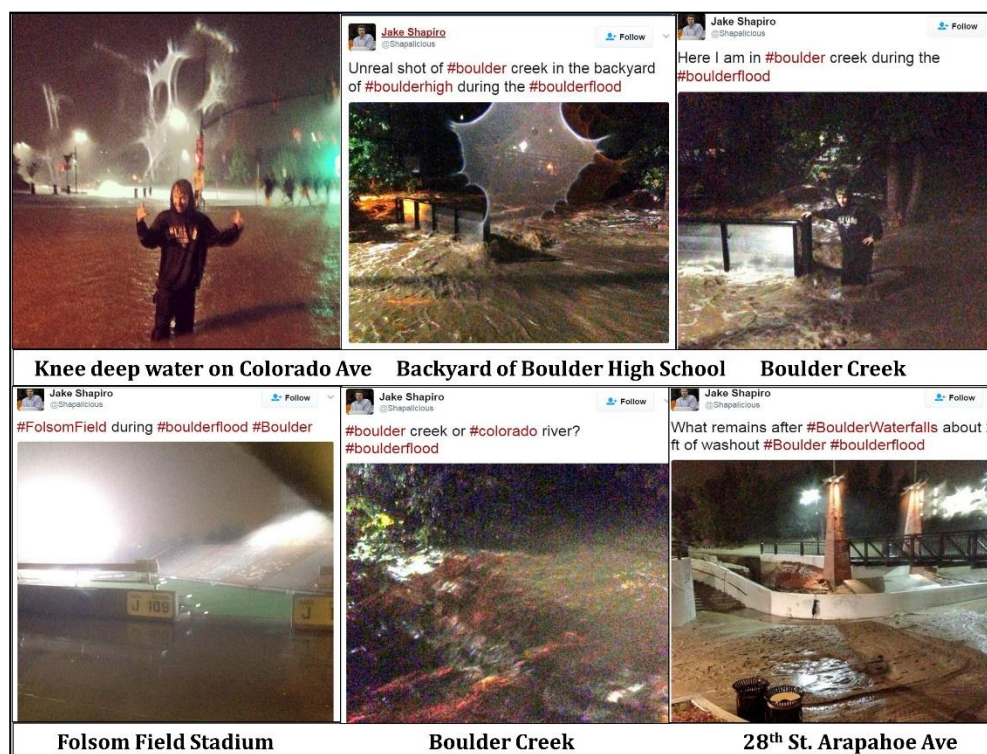 Jake Shapiro
@Shapalicious
Follow
Unreal shot of #boulder creek in the backyard
of #boulderhigh during the #boulderflood
Jake Shapiro
@Shapalicious
Follow
Here I am in #boulder creek during the
#boulderflood
Knee deep water on Colorado Ave
Backyard of Boulder High School
Boulder Creek
Jake Shapiro
@Shapalicious
Follow
#FolsomField during #boulderflood #Boulder
J 109
J
Jake Shapiro
@Shapalicious
Follow
#boulder creek or #colorado river?
#boulderflood
Jake Shapiro
@Shapalicious
Follow
What remains after #BoulderWaterfalls about
ft of washout #Boulder #boulderflood
Folsom Field Stadium
Boulder Creek
28th St. Arapahoe Ave